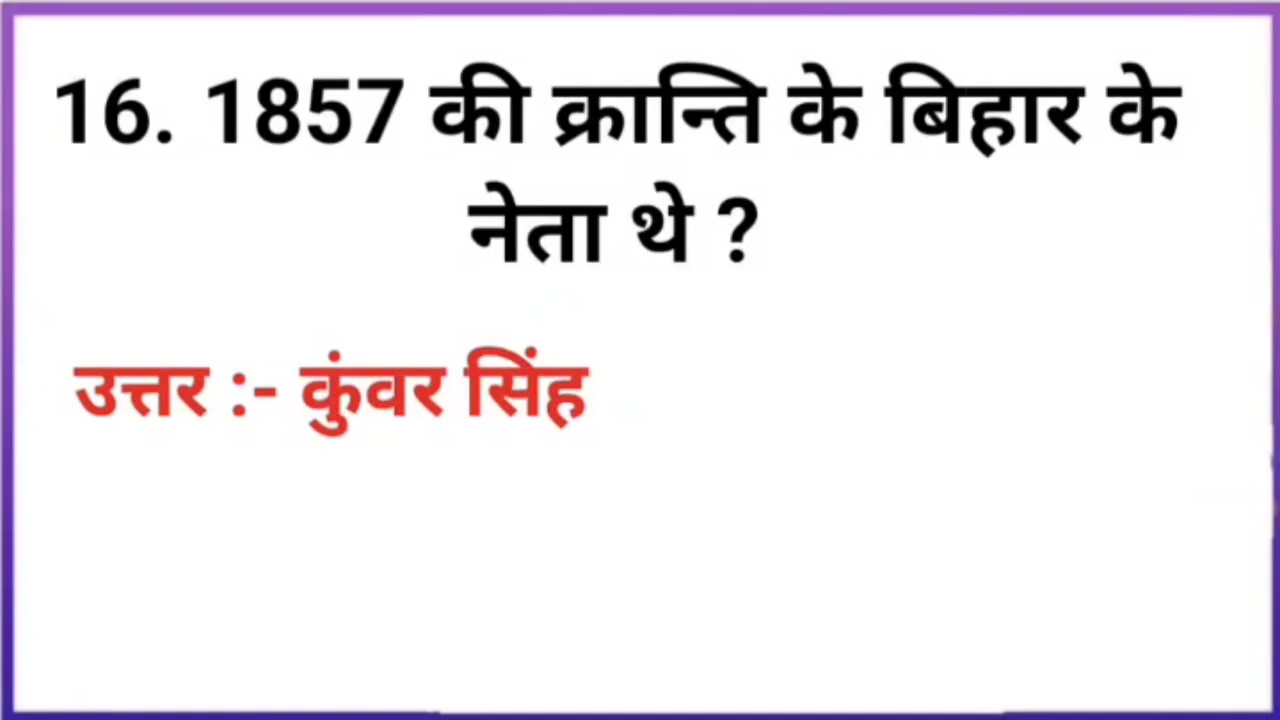 16. 1857 की क्रान्ति के बिहार के
नेता थे ?
उत्तर :- कुंवर सिंह